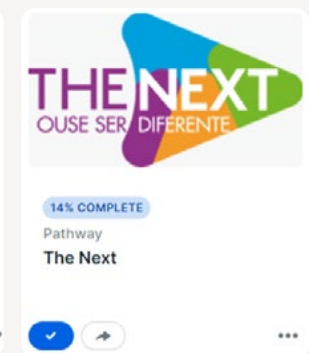 THE NEXT
OUSE SER DIFERENTE
14% COMPLETE
Pathway
The Next